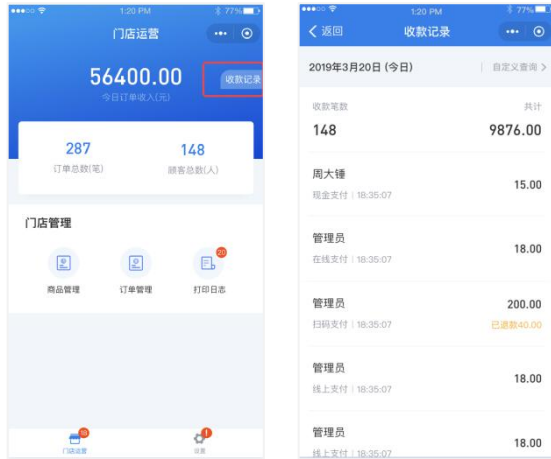 1:20 PM
77%
门店运营
56400.00
收款记录
今日订单收入(元)
287
148
订单总数(笔)
顾客总数(人)
门店管理
20
商品管理
订单管理
打印日志
门店运营
设置
1:20 PM
77%
返回
收款记录
2019年3月20日 (今日)
自定义查询
收款笔数
共计
148
9876.00
周大锤
15.00
现金支付 | 18:35:07
管理员
18.00
在线支付 | 18:35:07
管理员
200.00
扫码支付 | 18:35:07
已退款40.00
管理员
18.00
线上支付 | 18:35:07
管理员
18.00
线上支付 | 18:35:07